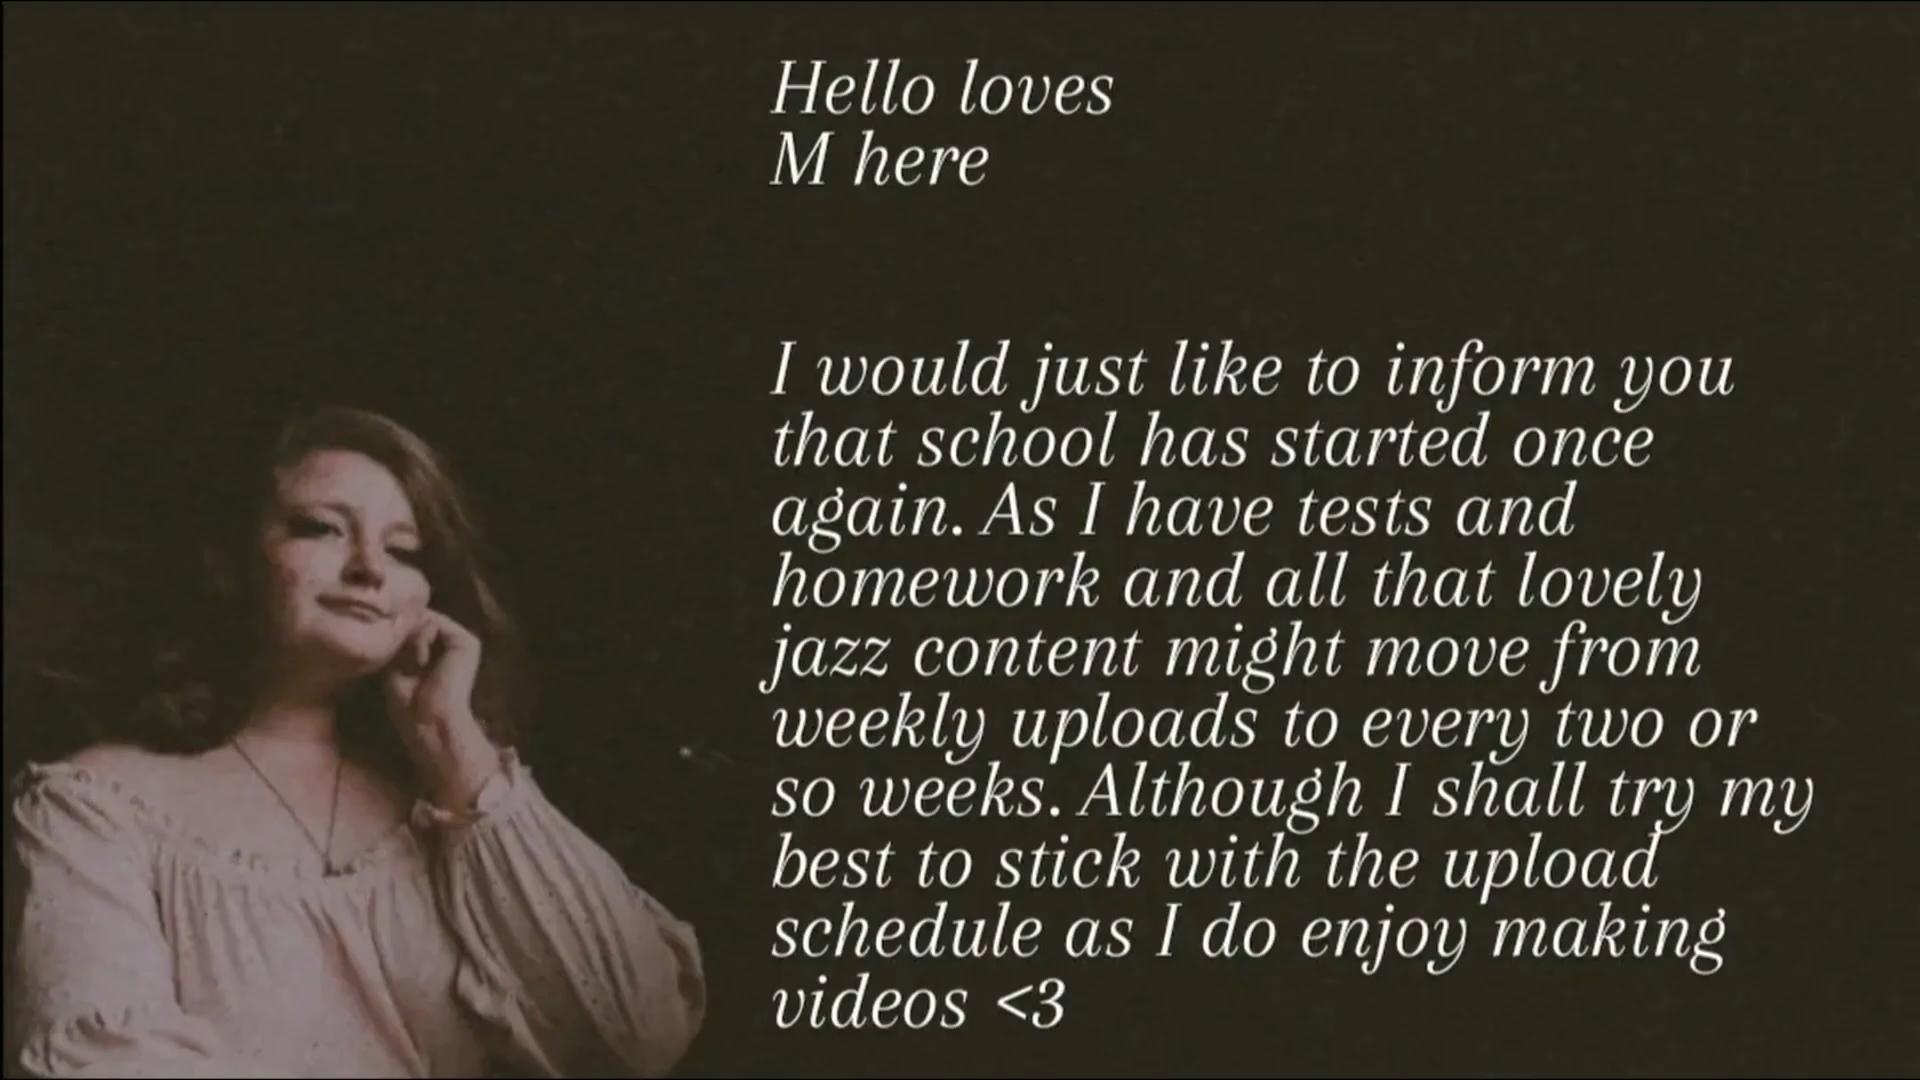 Hello loves
M here
I would just like to inform you
that school has started once
again. As I have tests and
homework and all that lovely
jazz content might move from
weekly uploads to every two or
so weeks. Although I shall try my
best to stick with the upload
schedule as I do enjoy making
videos <3